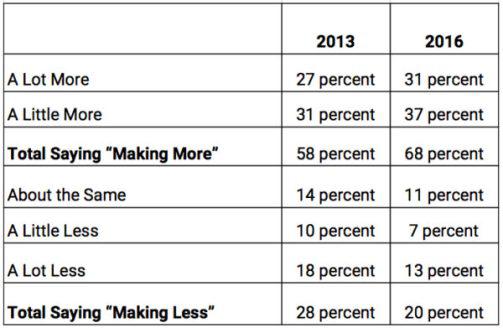 2013 2016
A Lot More 27 percent 31 percent
A Little More 31 percent 37 percent
Total Saying “Making More” 58 percent 68 percent
About the Same 14 percent 11 percent
A Little Less 10 percent 7 percent
A Lot Less 18 percent 13 percent
Total Saying “Making Less” 28 percent 20 percent